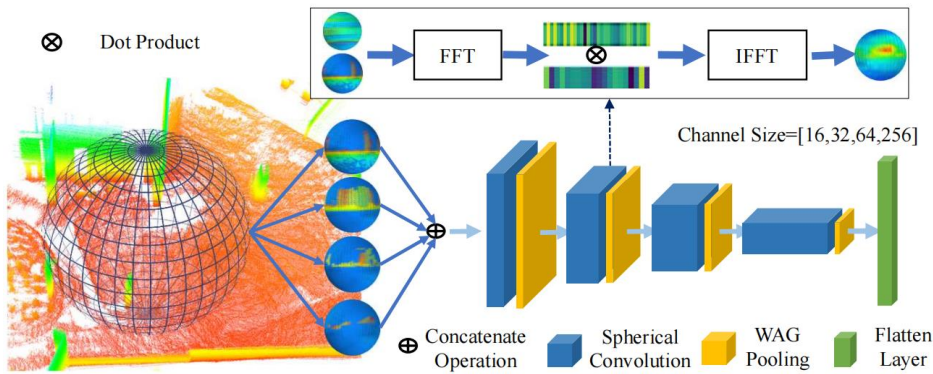 Dot Product
FFT
IFFT
Channel Size=[16,32,64,256]
Concatenate
Operation
Spherical
Convolution
WAG
Pooling
Flatten
Layer